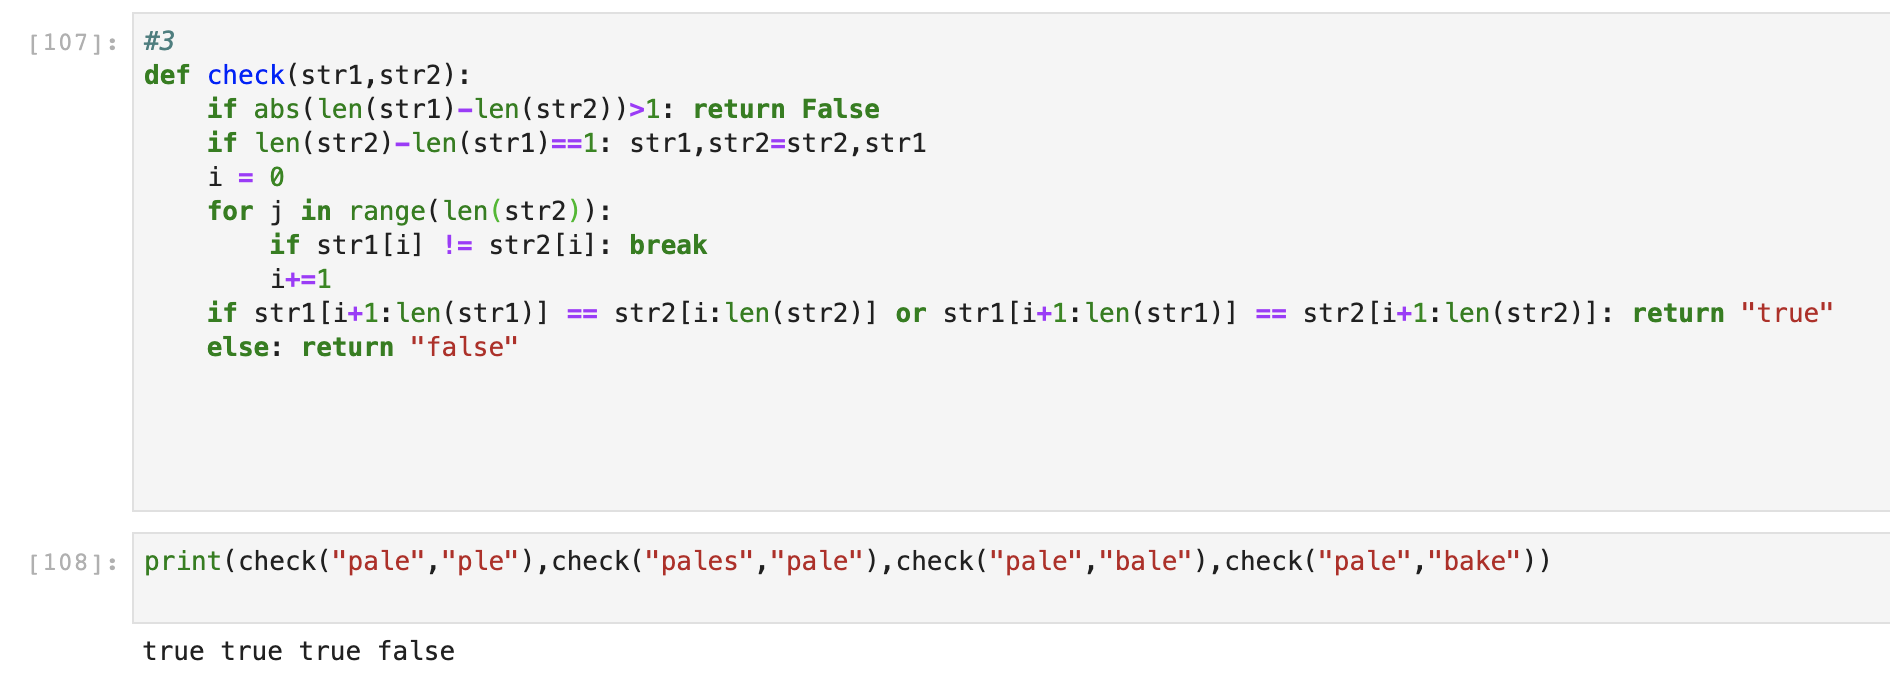 [107]:
#3
def check(str1,str2):
    if abs(len(str1)-len(str2))>1: return False
    if len(str2)-len(str1)==1: str1,str2=str2,str1
    i = 0
    for j in range(len(str2)):
        if str1[i] != str2[i]: break
        i+=1
    if str1[i+1:len(str1)] == str2[i:len(str2)] or str1[i+1:len(str1)] == str2[i+1:len(str2)]: return "true"
    else: return "false"
[108]:
print(check("pale","ple"),check("pales","pale"),check("pale","bale"),check("pale","bake"))
true true true false